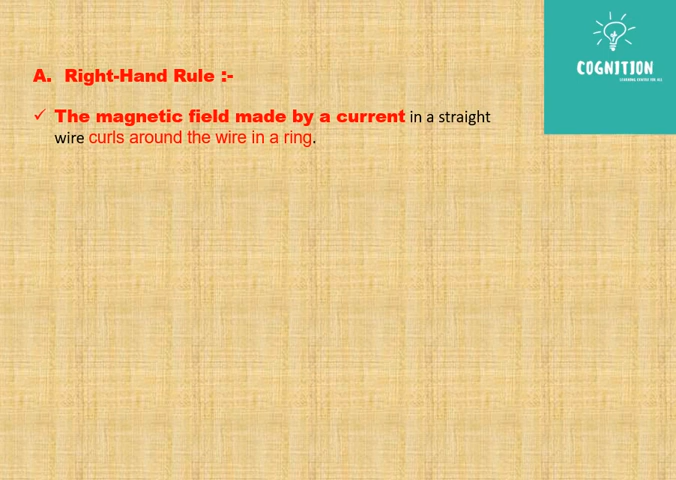 COGNITION
LEARNING CENTER FOR ALL
A. Right-Hand Rule :-
✓ The magnetic field made by a current in a straight
wire curls around the wire in a ring.